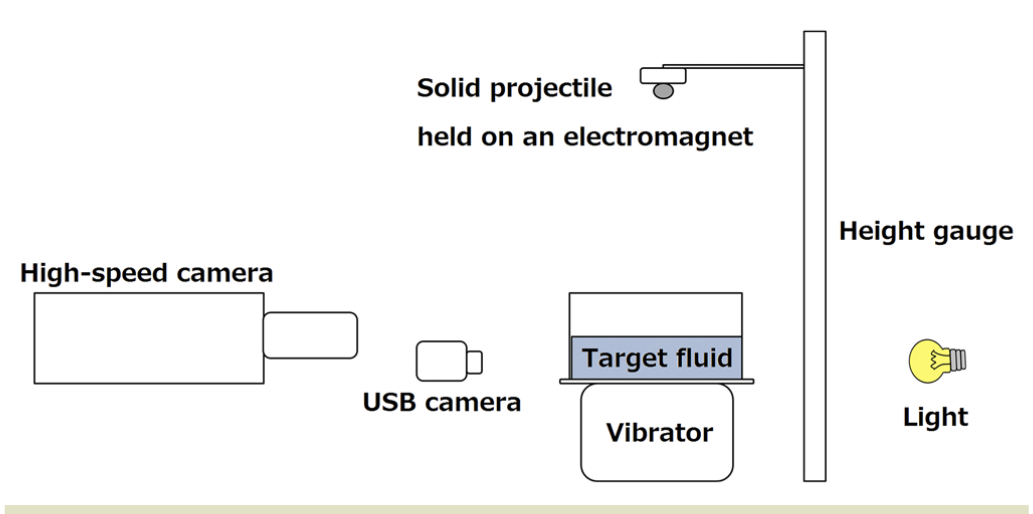 Solid projectile
held on an electromagnet
Height gauge
High-speed camera
Target fluid
USB camera
Light
Vibrator